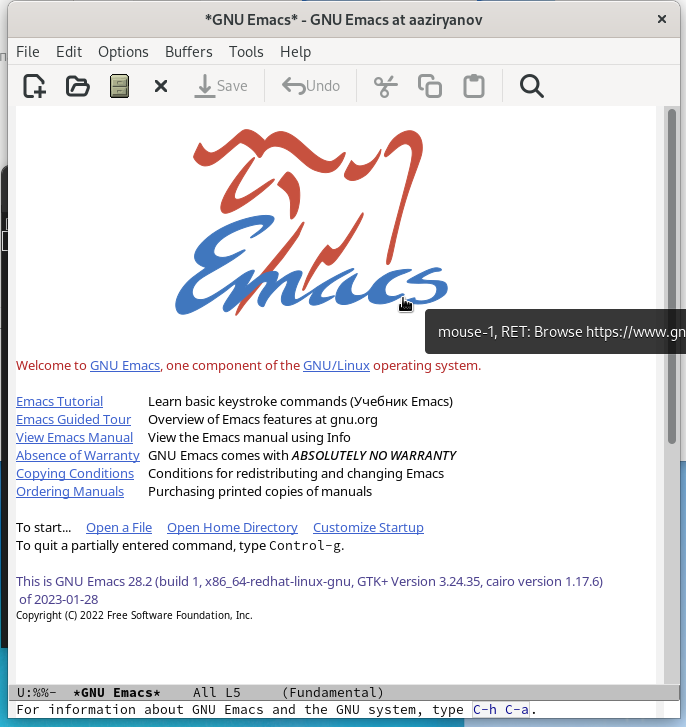 *GNU Emacs* - GNU Emacs at aaziryanov
File Edit Options Buffers Tools Help
Save Undo
Emacs
mouse-1, RET: Browse https://www.gn
Welcome to GNU Emacs, one component of the GNU/Linux operating system.
Emacs Tutorial Learn basic keystroke commands (Учебник Emacs)
Emacs Guided Tour Overview of Emacs features at gnu.org
View Emacs Manual View the Emacs manual using Info
Absence of Warranty GNU Emacs comes with ABSOLUTELY NO WARRANTY
Copying Conditions Conditions for redistributing and changing Emacs
Ordering Manuals Purchasing printed copies of manuals
To start... Open a File Open Home Directory Customize Startup
To quit a partially entered command, type Control-g.
This is GNU Emacs 28.2 (build 1, x86_64-redhat-linux-gnu, GTK+ Version 3.24.35, cairo version 1.17.6)
of 2023-01-28
Copyright (C) 2022 Free Software Foundation, Inc.
U:%%- *GNU Emacs* All L5 (Fundamental)
For information about GNU Emacs and the GNU system, type C-h C-a.